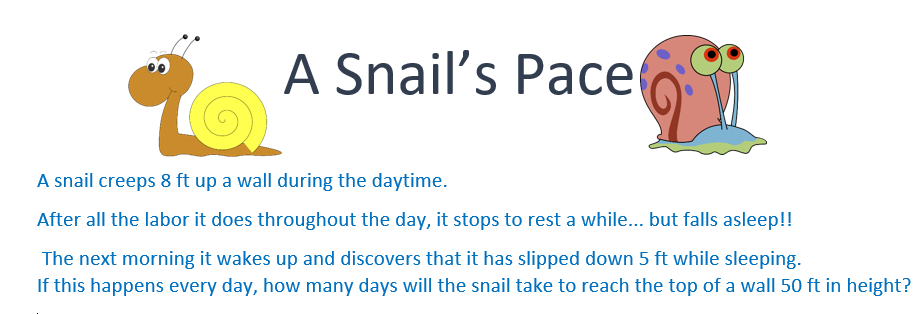 A Snail’s Pace
A snail creeps 8 ft up a wall during the daytime.
After all the labor it does throughout the day, it stops to rest a while... but falls asleep!!
The next morning it wakes up and discovers that it has slipped down 5 ft while sleeping.
If this happens every day, how many days will the snail take to reach the top of a wall 50 ft in height?